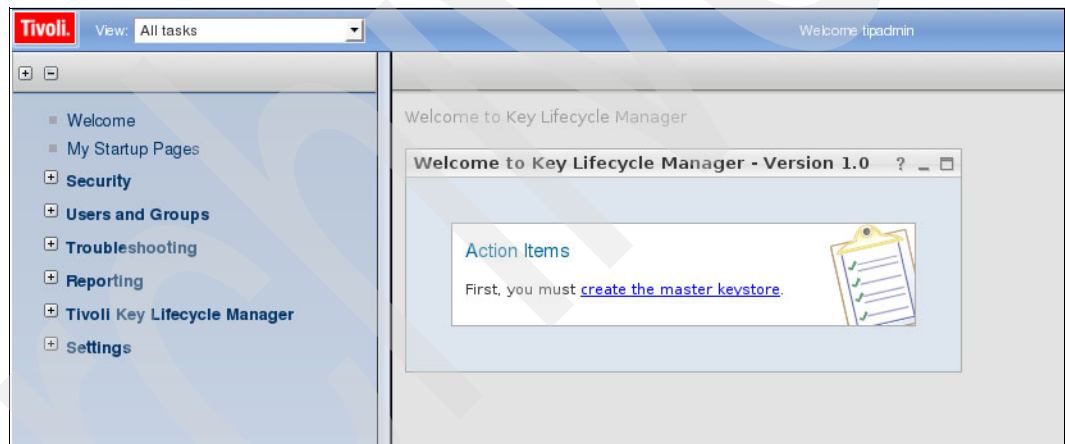 Tivoli. View: All tasks Welcome tipadmin
Welcome
My Startup Pages
Security
Users and Groups
Troubleshooting
Reporting
Tivoli Key Lifecycle Manager
Settings
Welcome to Key Lifecycle Manager
Welcome to Key Lifecycle Manager - Version 1.0 ?
Action Items
First, you must create the master keystore.